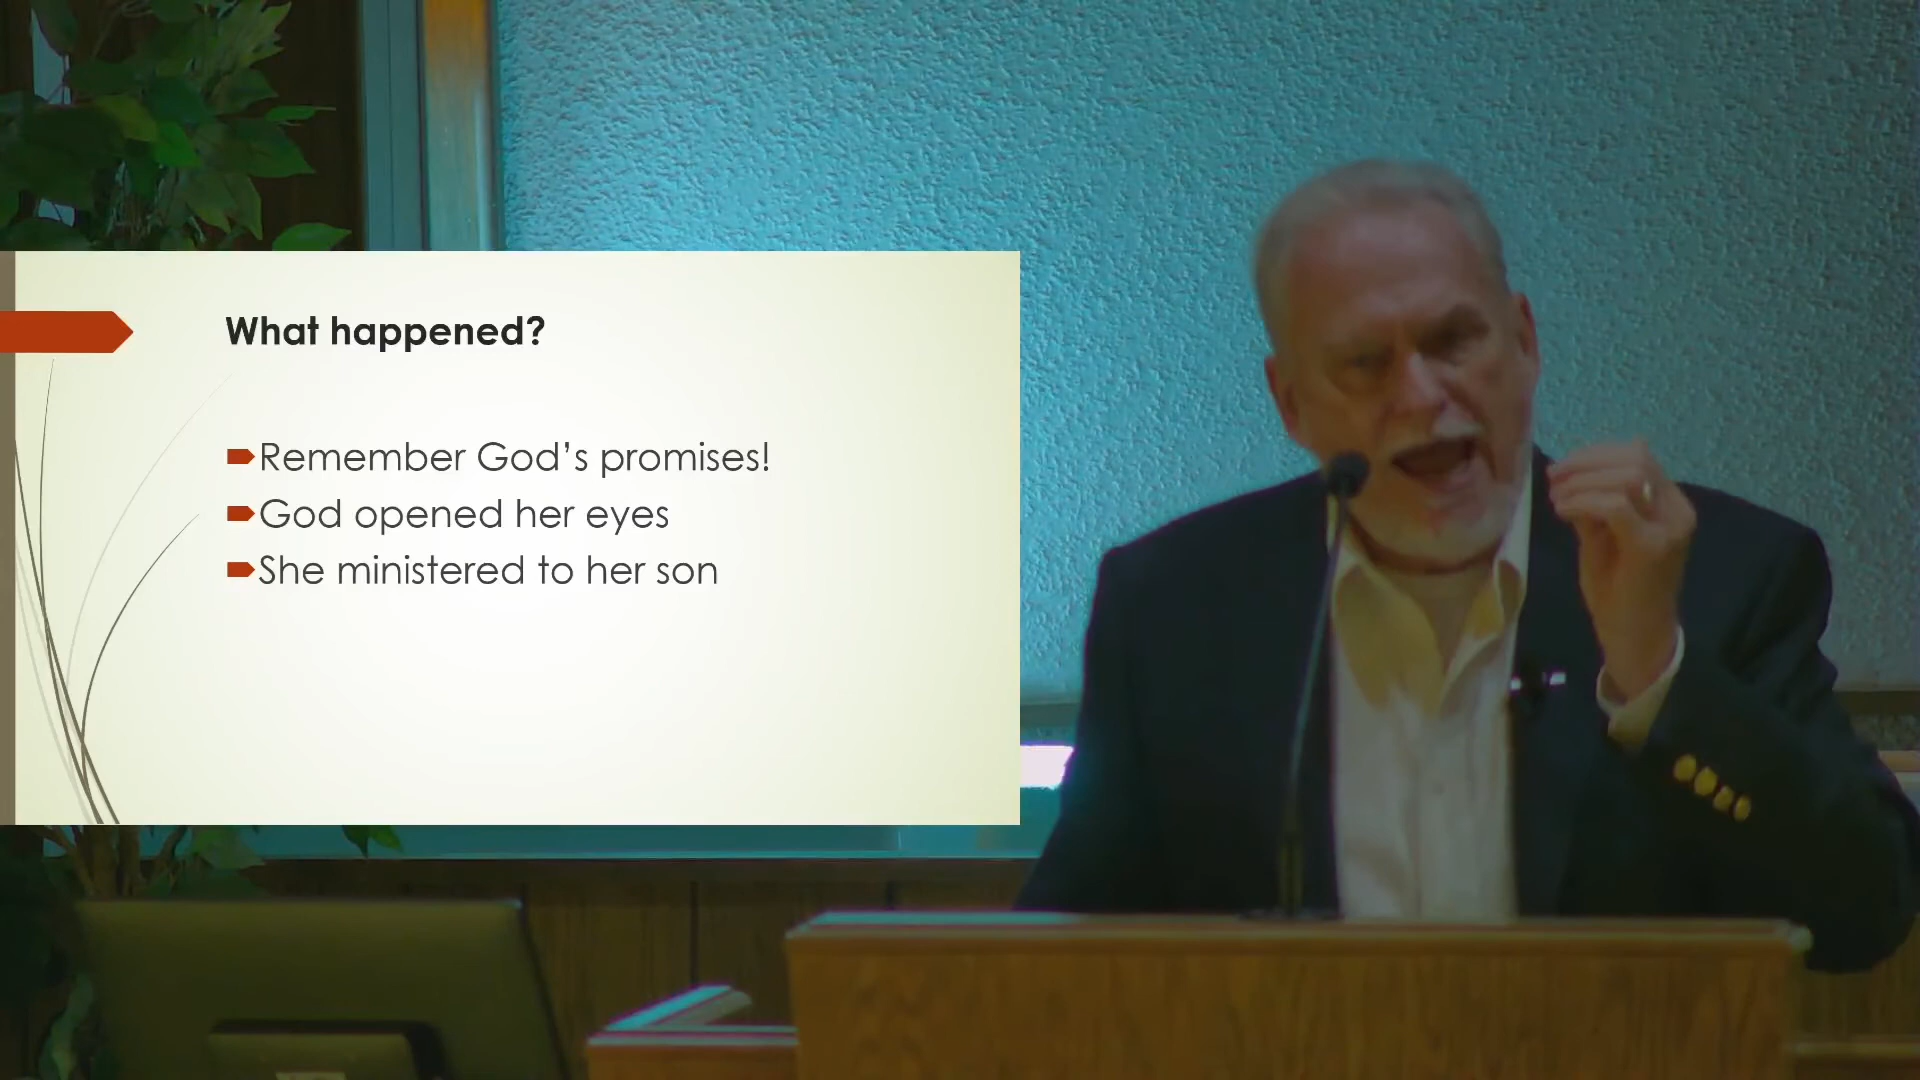 What happened?
Remember God's promises!
God opened her eyes
She ministered to her son